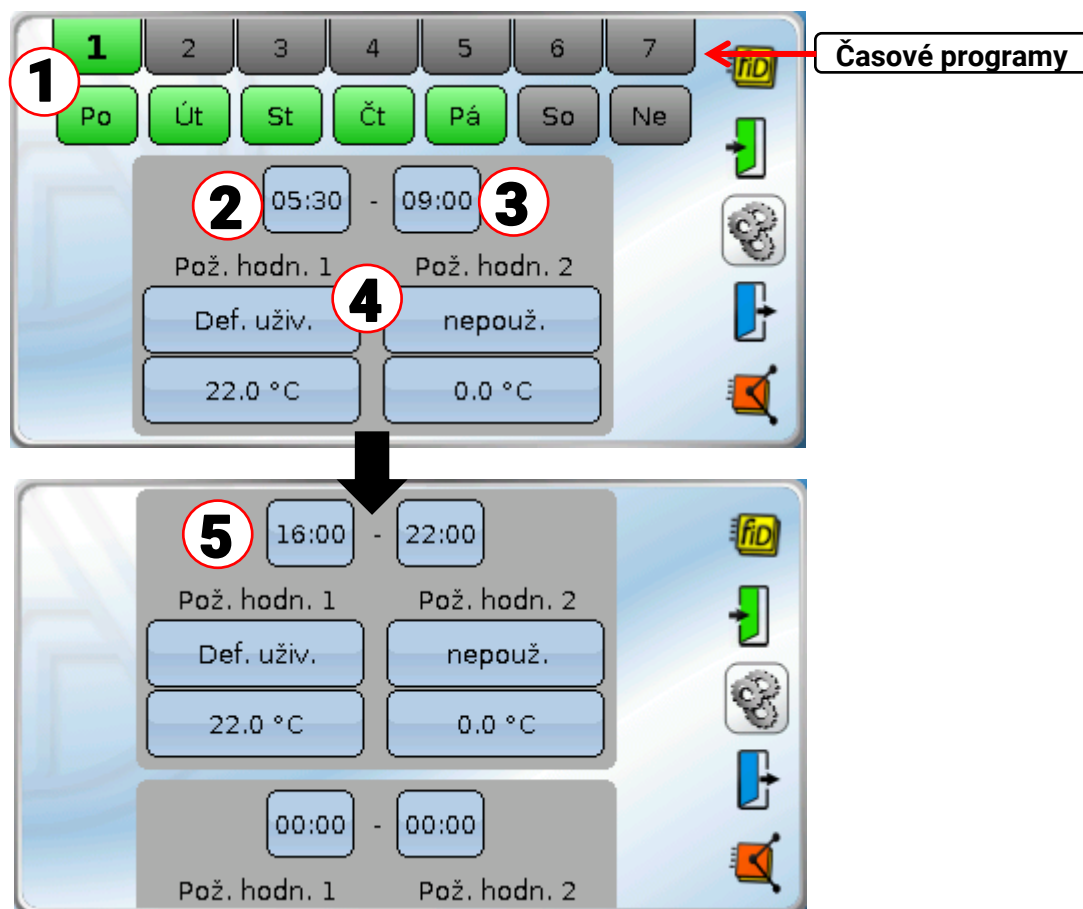 1 2 3 4 5 6 7
Časové programy
fiD
1
Po Út St Čt Pá So Ne
2 05:30 - 09:00 3
Pož. hodn. 1 Pož. hodn. 2
4
Def. uživ. nepouž.
22.0 °C 0.0 °C
5 16:00 - 22:00
fiD
Pož. hodn. 1 Pož. hodn. 2
Def. uživ. nepouž.
22.0 °C 0.0 °C
00:00 - 00:00
Pož. hodn. 1 Pož. hodn. 2